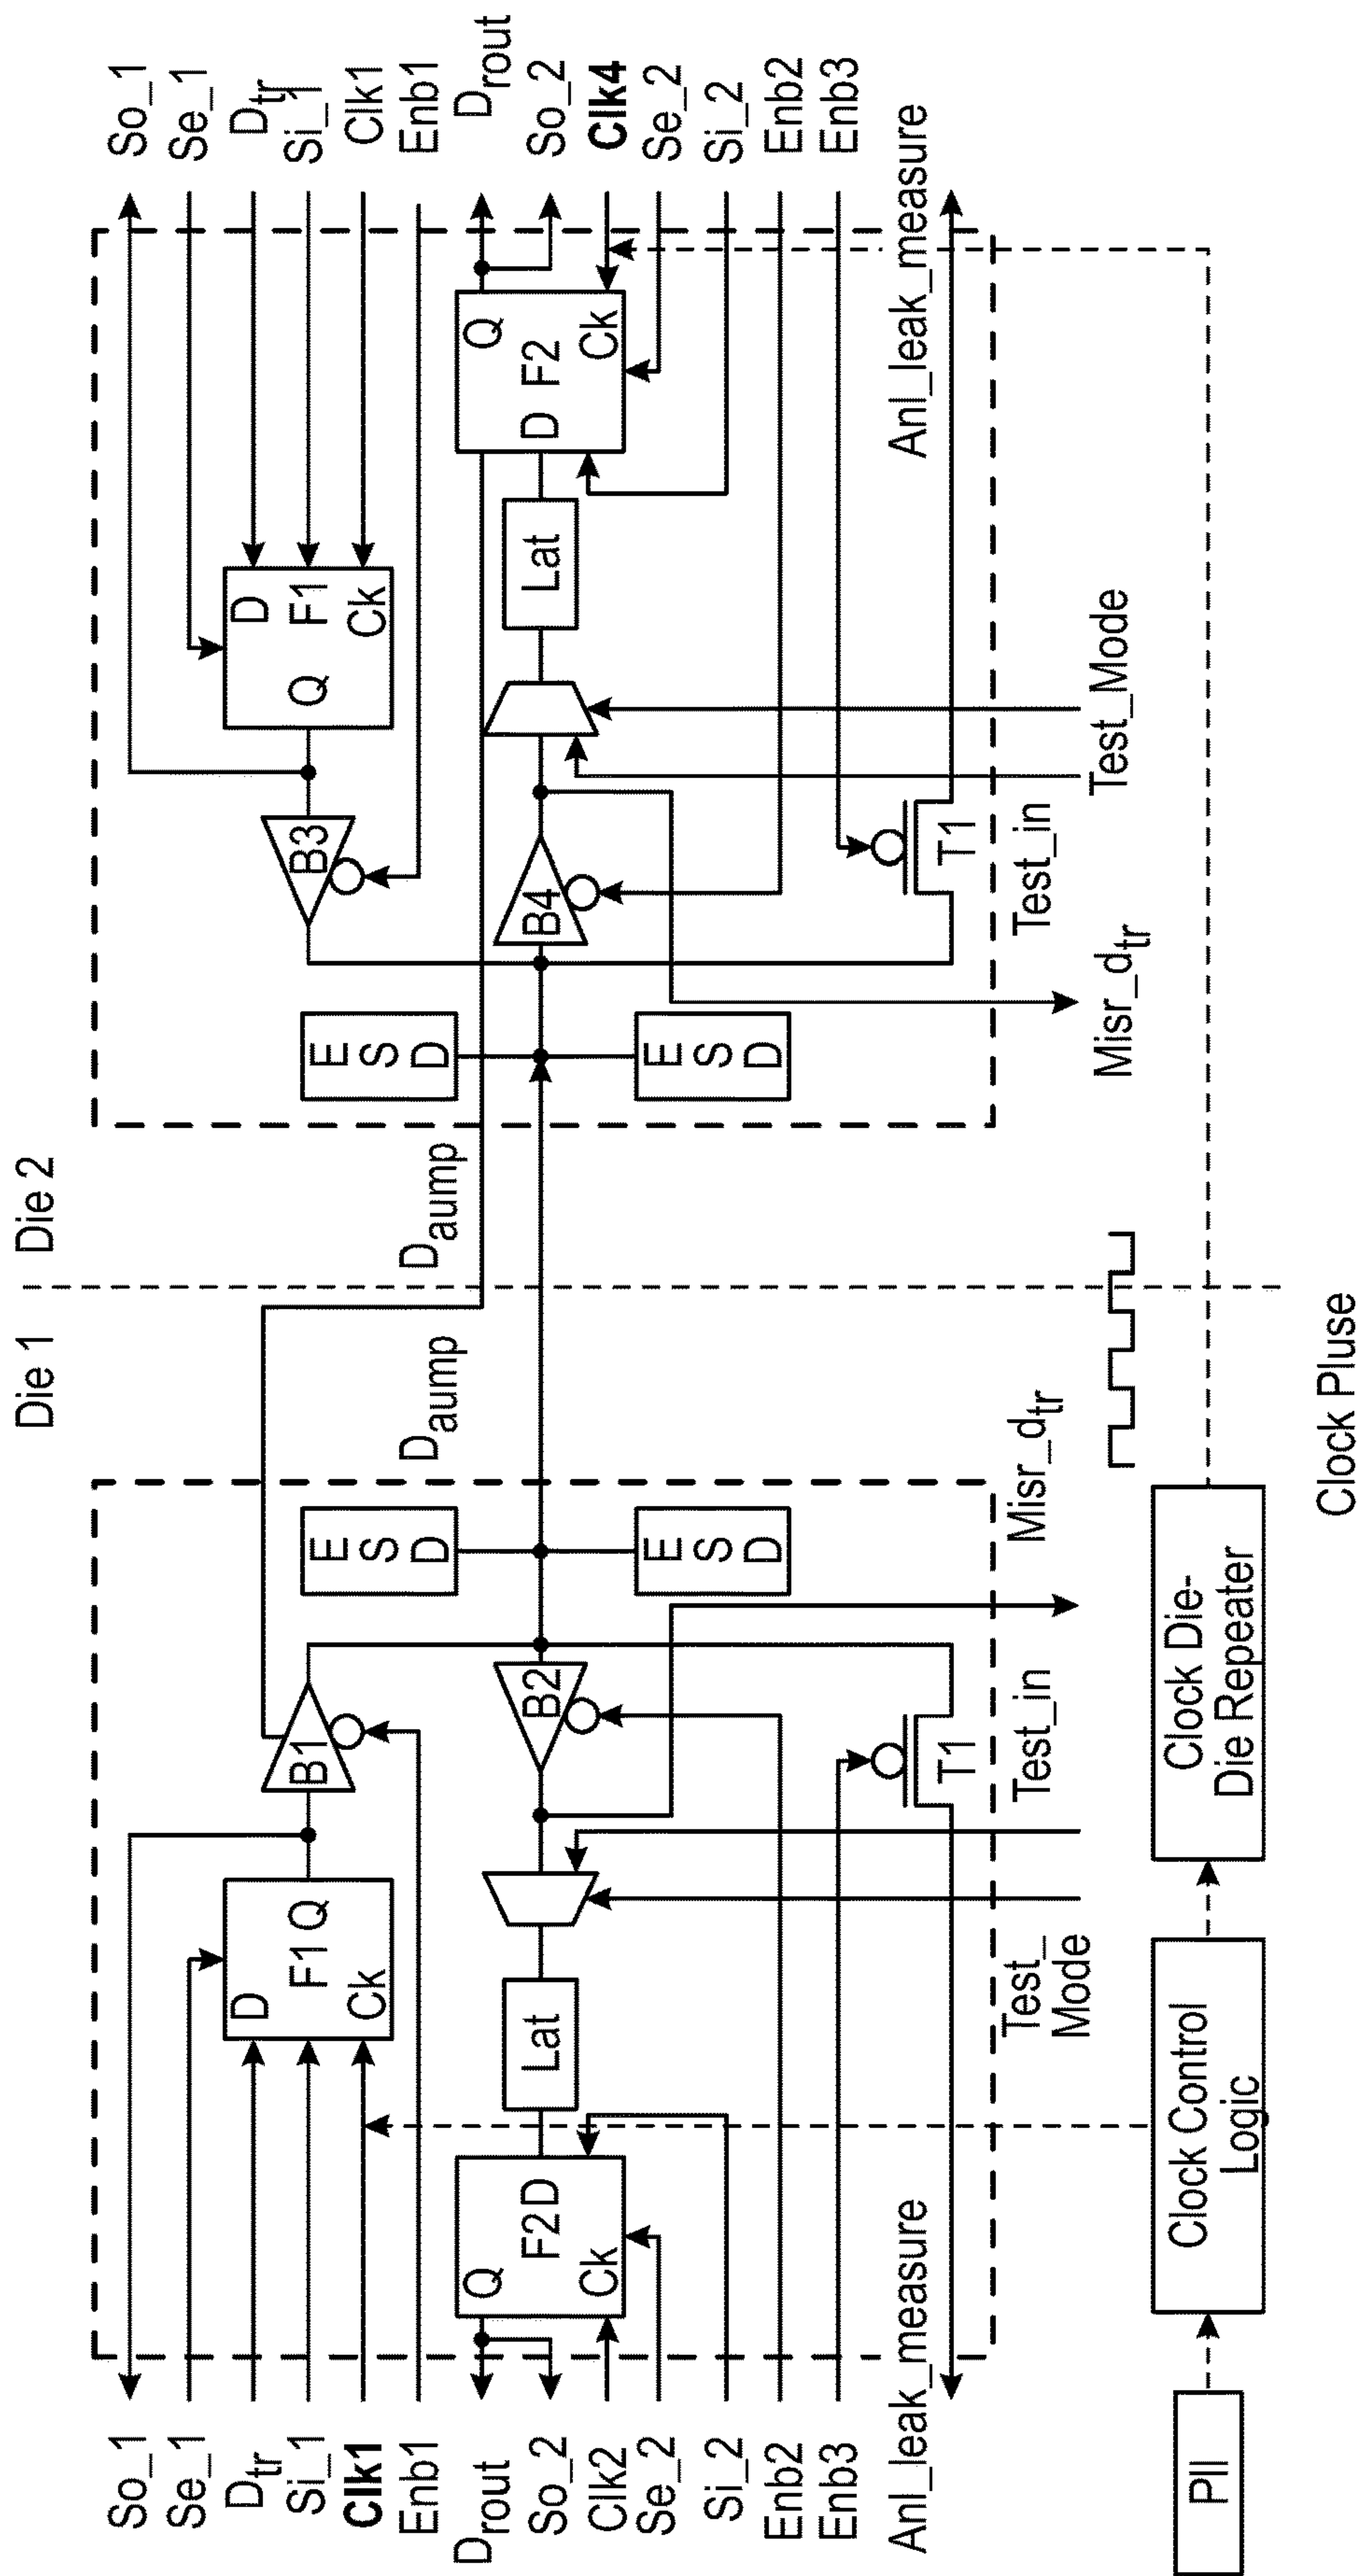 Die 1
Die 2
So_1
Se_1
Dtr
Si_1
Clk1
Enb1
Drout
So_2
Clk2
Se_2
Si_2
Enb2
Enb3
Anl_leak_measure
D
F1 Q
Ck
B1
E
S
D
Daump
Q
F2 D
Ck
Lat
B2
E
S
D
T1
Test_
Mode
Test_in
Misr_dtr
Daump
E
S
D
B3
Q
D
F1
Ck
E
S
D
B4
Lat
Q
D F2
Ck
T1
Misr_dtr
Test_in
Test_Mode
Anl_leak_measure
So_1
Se_1
Dtr
Si_1
Clk1
Enb1
Drout
So_2
Clk4
Se_2
Si_2
Enb2
Enb3
Pll
Clock Control
Logic
Clock Die-
Die Repeater
Clock Pluse